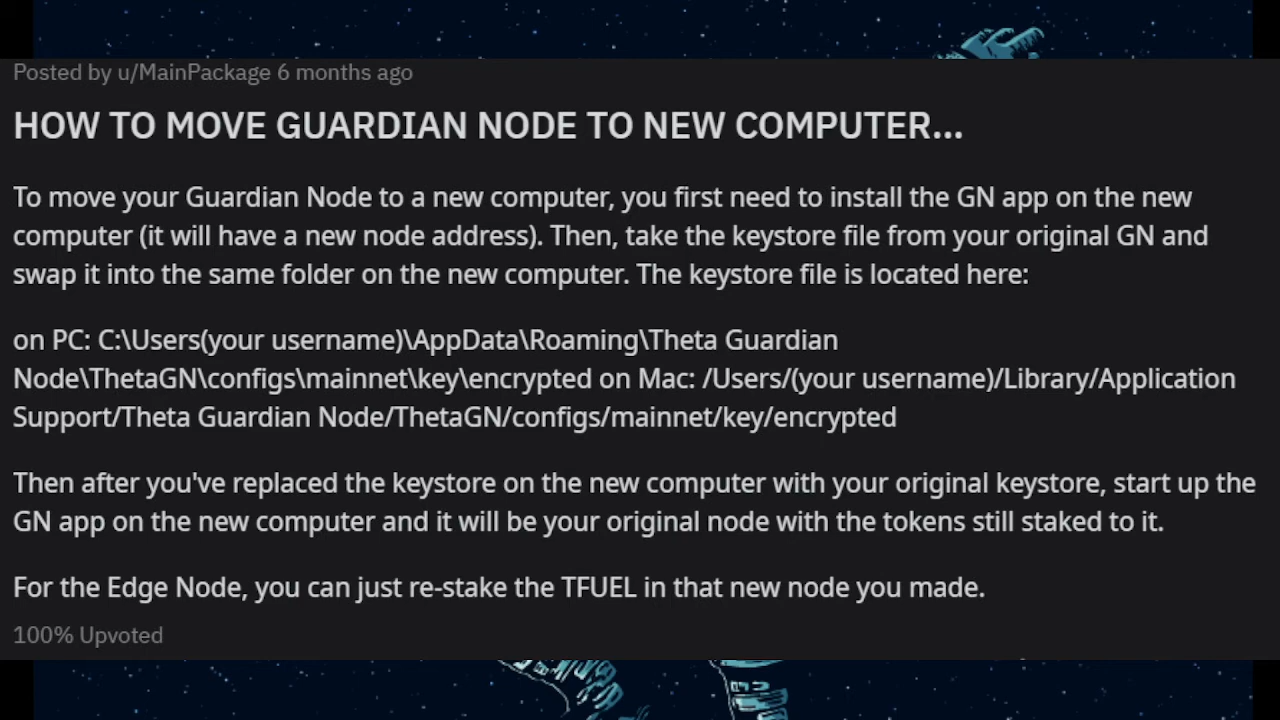 Posted by u/MainPackage 6 months ago
HOW TO MOVE GUARDIAN NODE TO NEW COMPUTER...
To move your Guardian Node to a new computer, you first need to install the GN app on the new
computer (it will have a new node address). Then, take the keystore file from your original GN and
swap it into the same folder on the new computer. The keystore file is located here:
on PC: C:\Users(your username)\AppData\Roaming\Theta Guardian
Node\ThetaGN\configs\mainnet\key\encrypted on Mac: /Users/(your username)/Library/Application
Support/Theta Guardian Node/ThetaGN/configs/mainnet/key/encrypted
Then after you've replaced the keystore on the new computer with your original keystore, start up the
GN app on the new computer and it will be your original node with the tokens still staked to it.
For the Edge Node, you can just re-stake the TFUEL in that new node you made.
100% Upvoted